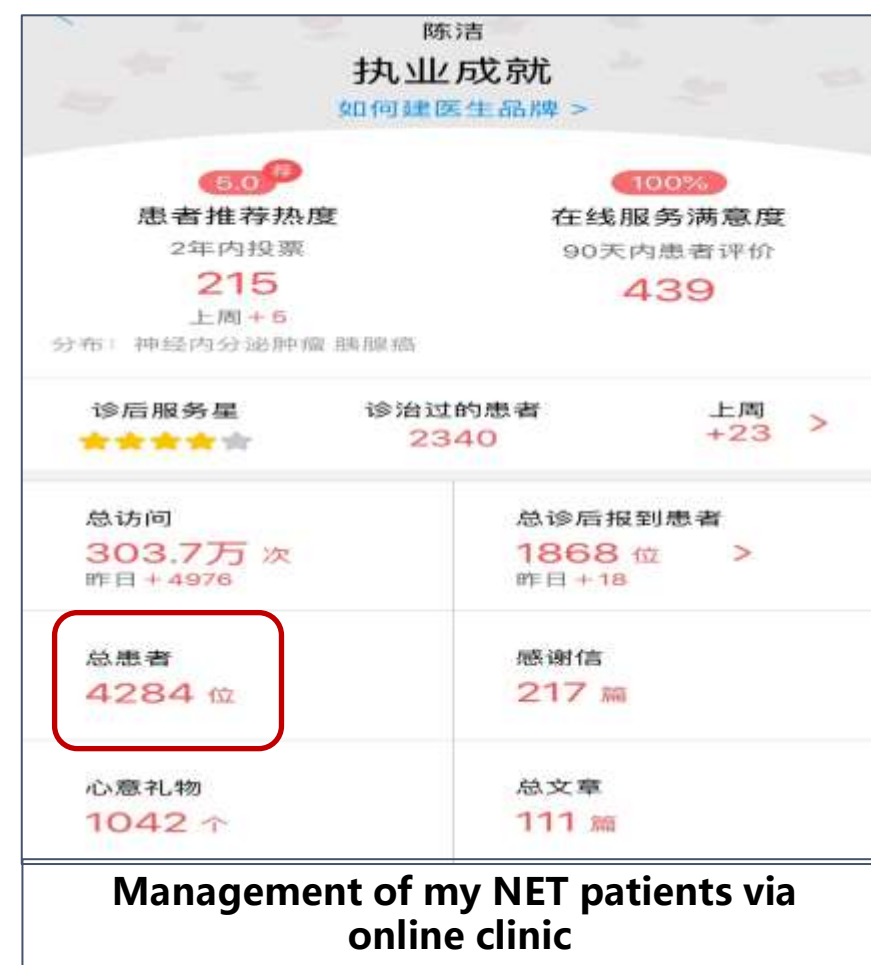 陈洁
执业成就
如何建医生品牌 >
5.0 荐
100%
患者推荐热度
在线服务满意度
2年内投票
90天内患者评价
215
439
上周+5
分布： 神经内分泌肿瘤 胰腺癌
诊后服务星
诊治过的患者
上周
2340
+23 >
总访问
总诊后报到患者
303.7万 次
1868 位 >
昨日+4976
昨日+18
总患者
感谢信
4284 位
217 篇
心意礼物
总文章
1042 个
111 篇
Management of my NET patients via
online clinic